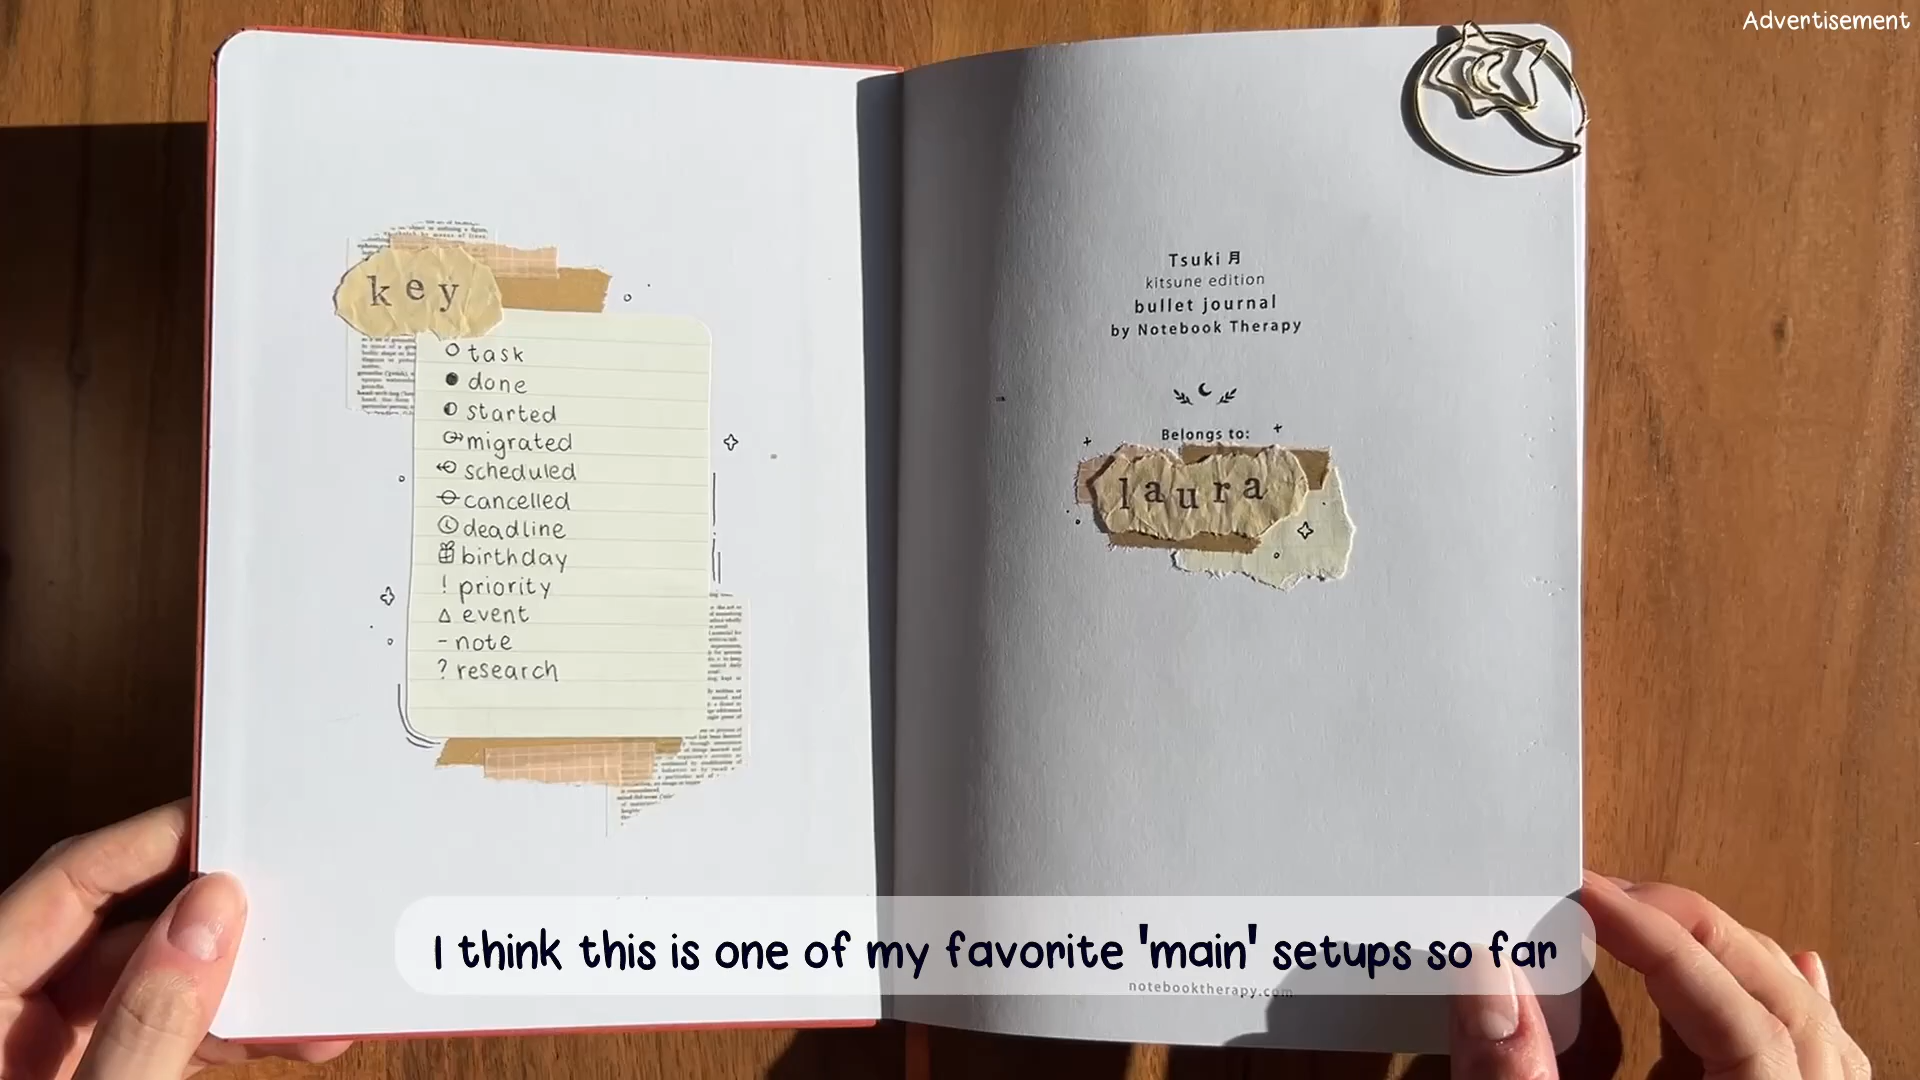 Advertisement
key
task
done
started
migrated
scheduled
cancelled
deadline
birthday
! priority
event
- note
? research
Tsuki 月
kitsune edition
bullet journal
by Notebook Therapy
Belongs to:
laura
I think this is one of my favorite 'main' setups so far
notebooktherapy.com